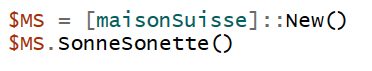 $MS = [maisonSuisse]::New()
$MS.SonneSonette()